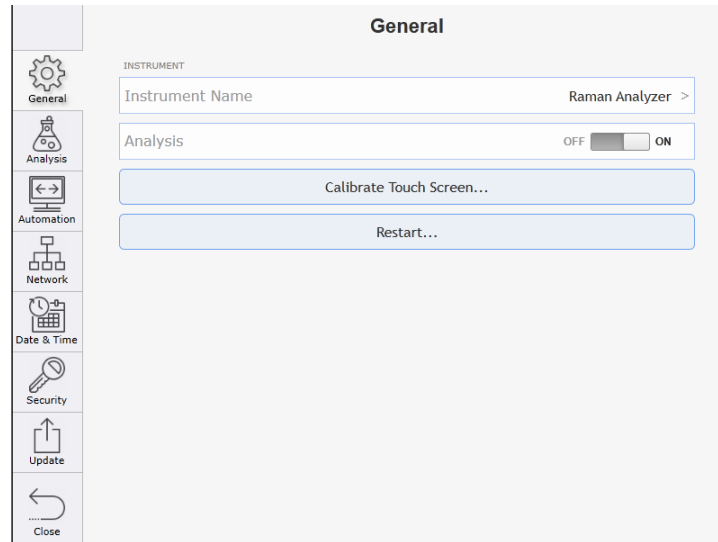 General
INSTRUMENT
Instrument Name Raman Analyzer >
Analysis OFF ON
Calibrate Touch Screen...
Restart...
General
Analysis
Automation
Network
Date & Time
Security
Update
Close